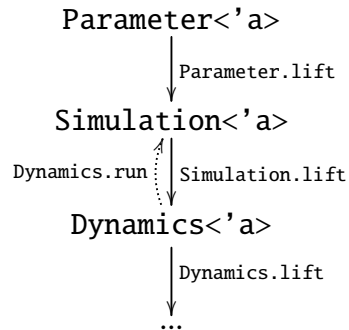 Parameter<'a>
Parameter.lift
Simulation<'a>
Dynamics.run
Simulation.lift
Dynamics<'a>
Dynamics.lift
...